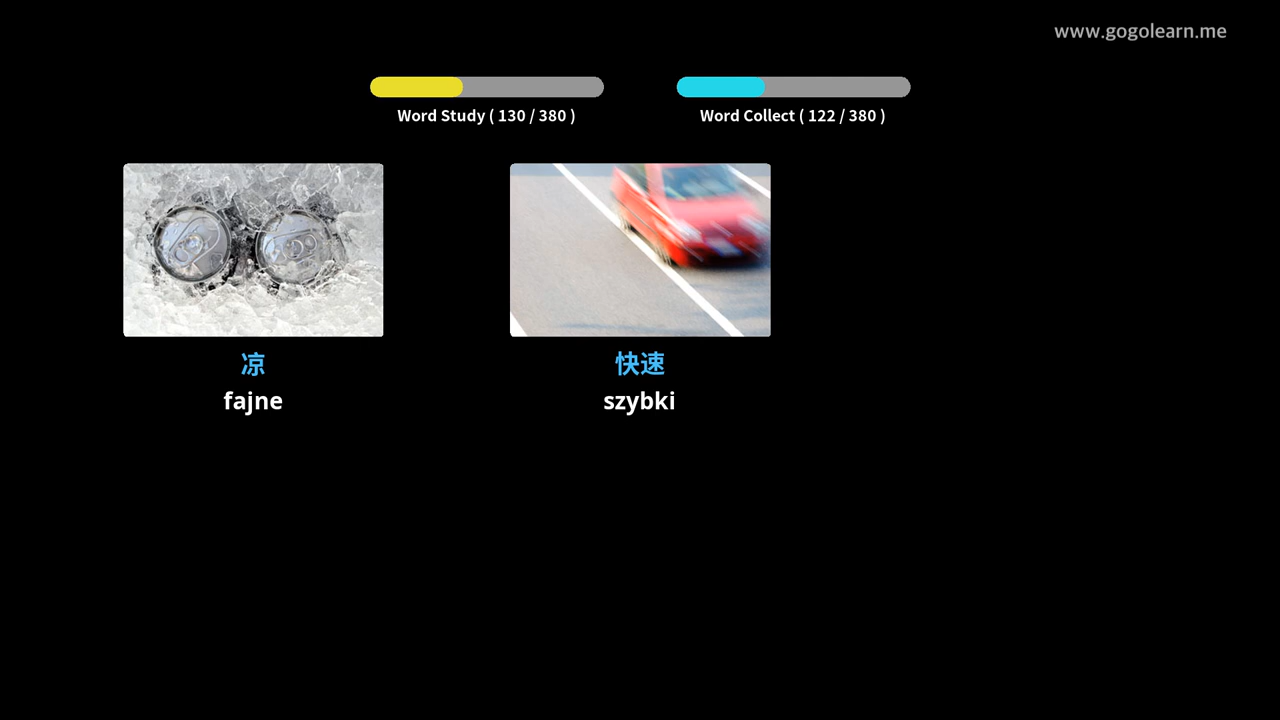 www.gogolearn.me
Word Study ( 130 / 380 )
Word Collect ( 122 / 380 )
凉
fajne
快速
szybki